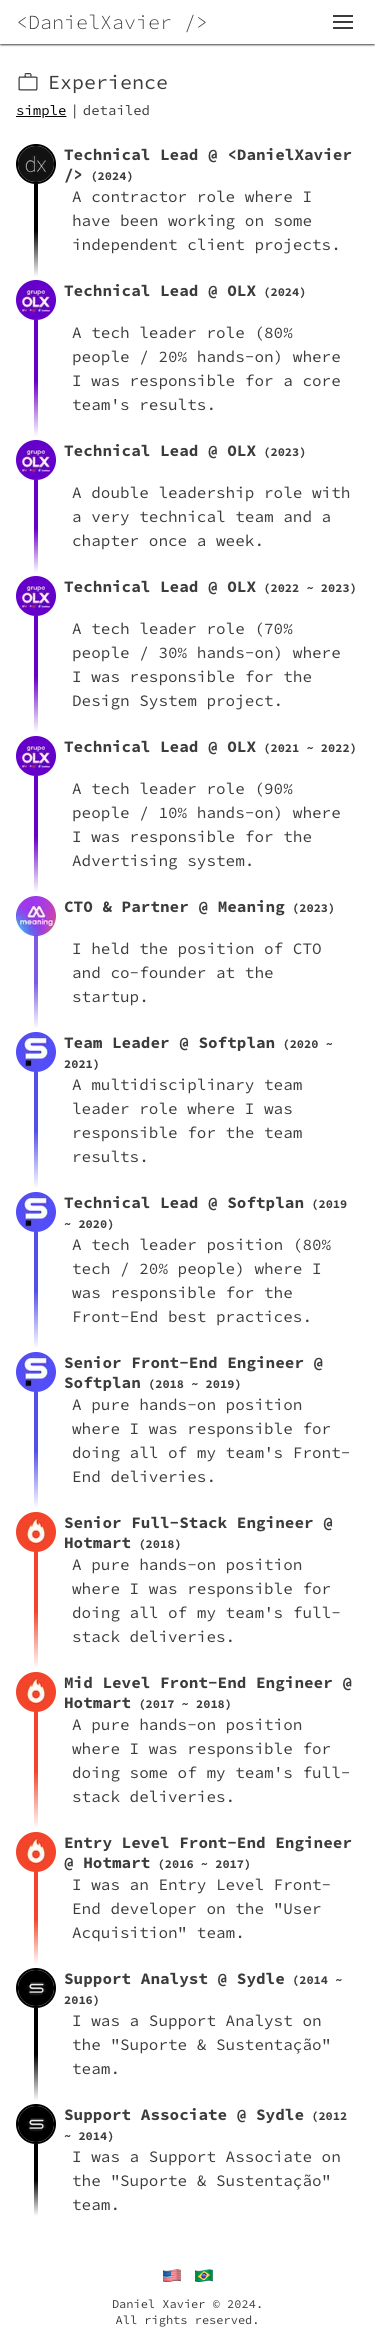 <DanielXavier />
Experience
simple | detailed
dx
Technical Lead @ <DanielXavier
/> (2024)
A contractor role where I
have been working on some
independent client projects.
grupo
OLX
Technical Lead @ OLX (2024)
A tech leader role (80%
people / 20% hands-on) where
I was responsible for a core
team's results.
grupo
OLX
Technical Lead @ OLX (2023)
A double leadership role with
a very technical team and a
chapter once a week.
grupo
OLX
Technical Lead @ OLX (2022 ~ 2023)
A tech leader role (70%
people / 30% hands-on) where
I was responsible for the
Design System project.
grupo
OLX
Technical Lead @ OLX (2021 ~ 2022)
A tech leader role (90%
people / 10% hands-on) where
I was responsible for the
Advertising system.
meaning
CTO & Partner @ Meaning (2023)
I held the position of CTO
and co-founder at the
startup.
Team Leader @ Softplan (2020 ~
2021)
A multidisciplinary team
leader role where I was
responsible for the team
results.
Technical Lead @ Softplan (2019
~ 2020)
A tech leader position (80%
tech / 20% people) where I
was responsible for the
Front-End best practices.
Senior Front-End Engineer @
Softplan (2018 ~ 2019)
A pure hands-on position
where I was responsible for
doing all of my team's Front-
End deliveries.
Senior Full-Stack Engineer @
Hotmart (2018)
A pure hands-on position
where I was responsible for
doing all of my team's full-
stack deliveries.
Mid Level Front-End Engineer @
Hotmart (2017 ~ 2018)
A pure hands-on position
where I was responsible for
doing some of my team's full-
stack deliveries.
Entry Level Front-End Engineer
@ Hotmart (2016 ~ 2017)
I was an Entry Level Front-
End developer on the "User
Acquisition" team.
Support Analyst @ Sydle (2014 ~
2016)
I was a Support Analyst on
the "Suporte & Sustentação"
team.
Support Associate @ Sydle (2012
~ 2014)
I was a Support Associate on
the "Suporte & Sustentação"
team.
Daniel Xavier © 2024.
All rights reserved.